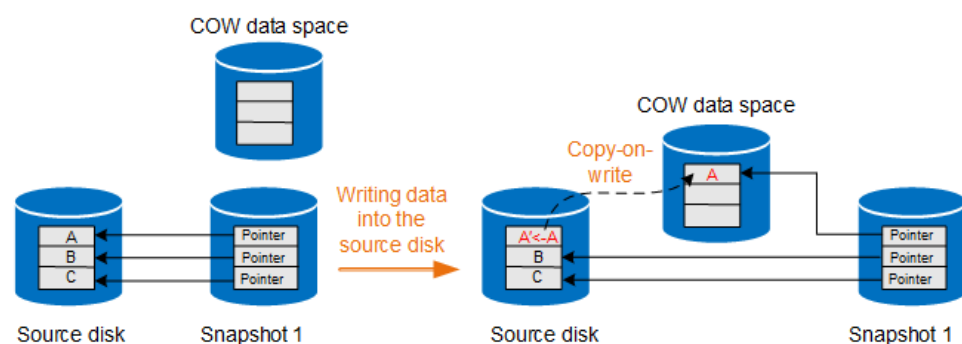 COW data space
A
B
C
Pointer
Pointer
Pointer
Source disk
Snapshot 1
Writing data
into the
source disk
COW data space
A
Copy-on-
write
A'<-A
B
C
Pointer
Pointer
Pointer
Source disk
Snapshot 1